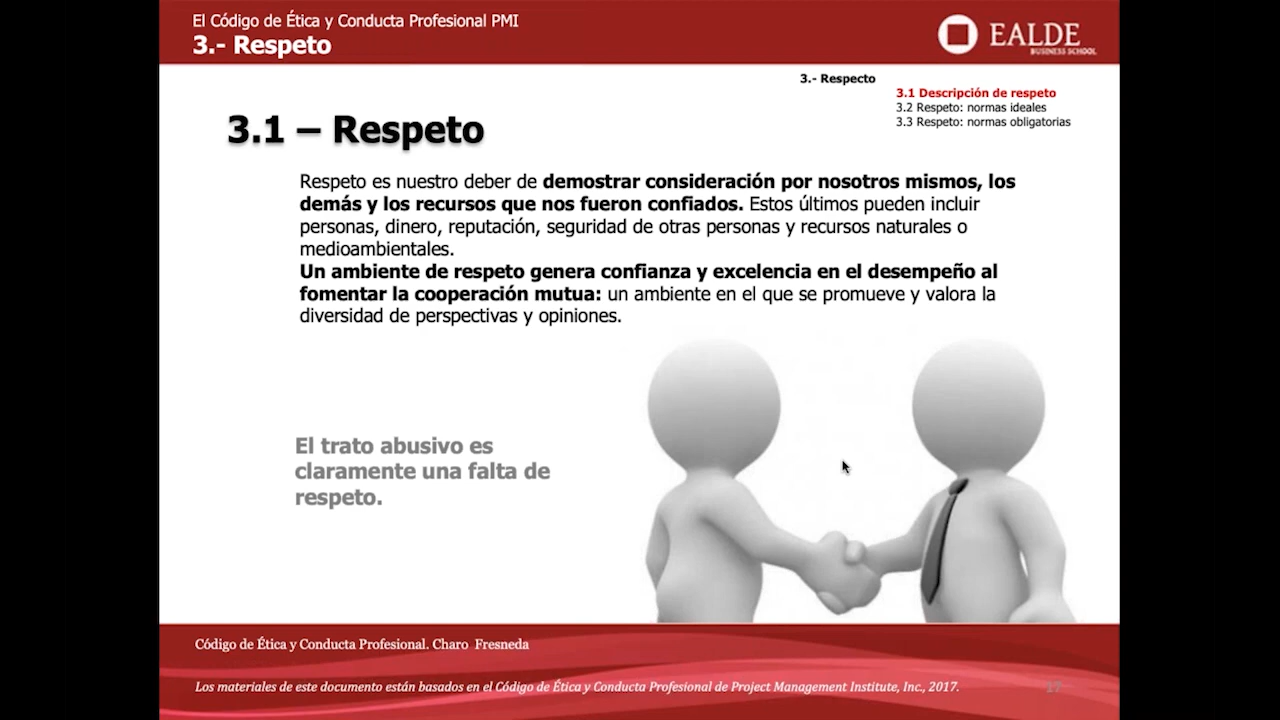 El Código de Ética y Conducta Profesional PMI
3.- Respeto
EALDE
BUSINESS SCHOOL
3.- Respecto
3.1 Descripción de respeto
3.2 Respeto: normas ideales
3.3 Respeto: normas obligatorias
3.1 – Respeto
Respeto es nuestro deber de demostrar consideración por nosotros mismos, los
demás y los recursos que nos fueron confiados. Estos últimos pueden incluir
personas, dinero, reputación, seguridad de otras personas y recursos naturales o
medioambientales.
Un ambiente de respeto genera confianza y excelencia en el desempeño al
fomentar la cooperación mutua: un ambiente en el que se promueve y valora la
diversidad de perspectivas y opiniones.
El trato abusivo es
claramente una falta de
respeto.
Código de Ética y Conducta Profesional. Charo Fresneda
Los materiales de este documento están basados en el Código de Ética y Conducta Profesional de Project Management Institute, Inc., 2017.